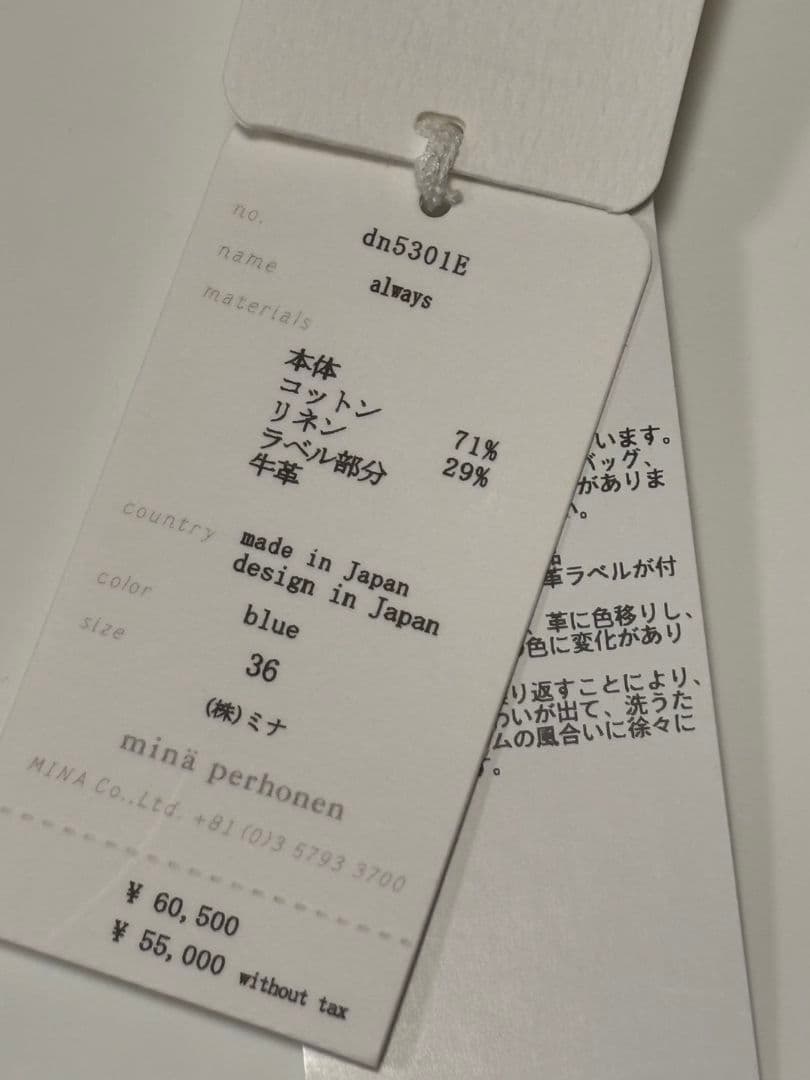 no. dn5301E
name always
materials
本体
コットン 71%
リネン 29%
ラベル部分
牛革
country made in Japan
design in Japan
color blue
size 36
(株)ミナ
minä perhonen
MINA Co.,Ltd. +81(0)3 5793 3700
¥ 60,500
¥ 55,000 without tax
います。
バッグ、
がありま
い。
革ラベルが付
、革に色移りし、
色に変化があり
り返すことにより、
いが出て、洗うた
ムの風合いに徐々に
す。